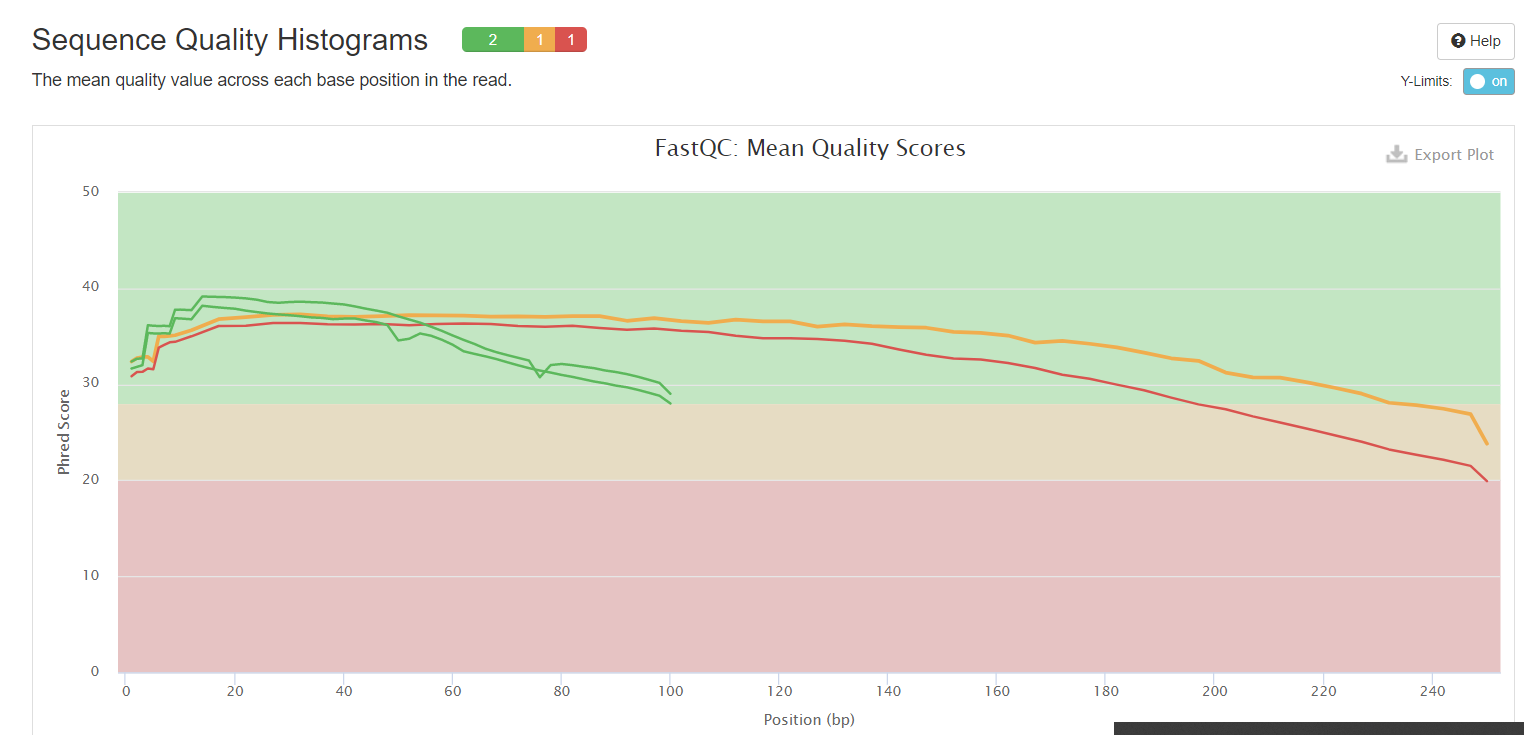 Sequence Quality Histograms 2 1 1
Help
The mean quality value across each base position in the read.
Y-Limits: on
FastQC: Mean Quality Scores
Export Plot
50
40
30
20
10
0
Phred Score
0 20 40 60 80 100 120 140 160 180 200 220 240
Position (bp)